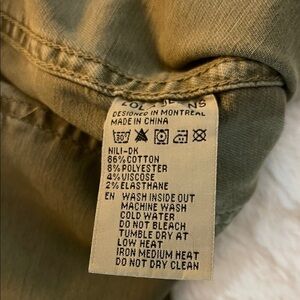 DESIGNED IN MONTREAL
MADE IN CHINA
NILI-DK
86% COTTON
8% POLYESTER
4% VISCOSE
2% ELASTHANE
EN WASH INSIDE OUT
MACHINE WASH
COLD WATER
DO NOT BLEACH
TUMBLE DRY AT
LOW HEAT
IRON MEDIUM HEAT
DO NOT DRY CLEAN